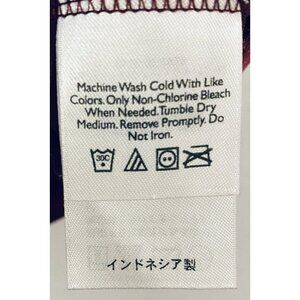 Machine Wash Cold With Like
Colors. Only Non-Chlorine Bleach
When Needed. Tumble Dry
Medium. Remove Promptly. Do
Not Iron.
30C
インドネシア製